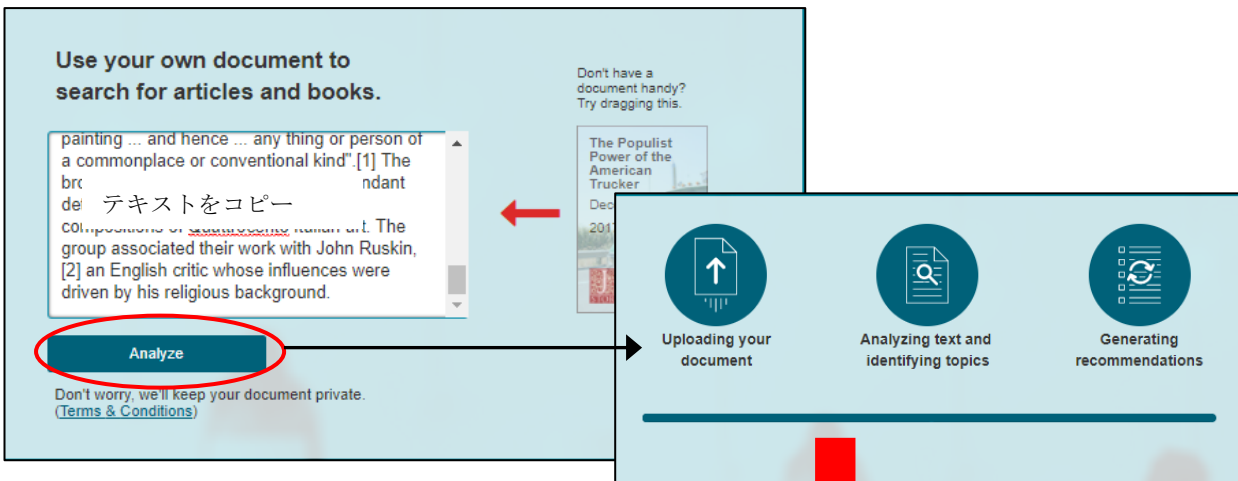 Use your own document to
search for articles and books.
painting ... and hence ... any thing or person of
a commonplace or conventional kind".[1] The
ndant
テキストをコピー
compositions of Quattrocento Italian art. The
group associated their work with John Ruskin,
[2] an English critic whose influences were
driven by his religious background.
Analyze
Don't worry, we'll keep your document private.
(Terms & Conditions)
Don't have a
document handy?
Try dragging this.
The Populist
Power of the
American
Trucker
Dec
201
Uploading your
document
Analyzing text and
identifying topics
Generating
recommendations